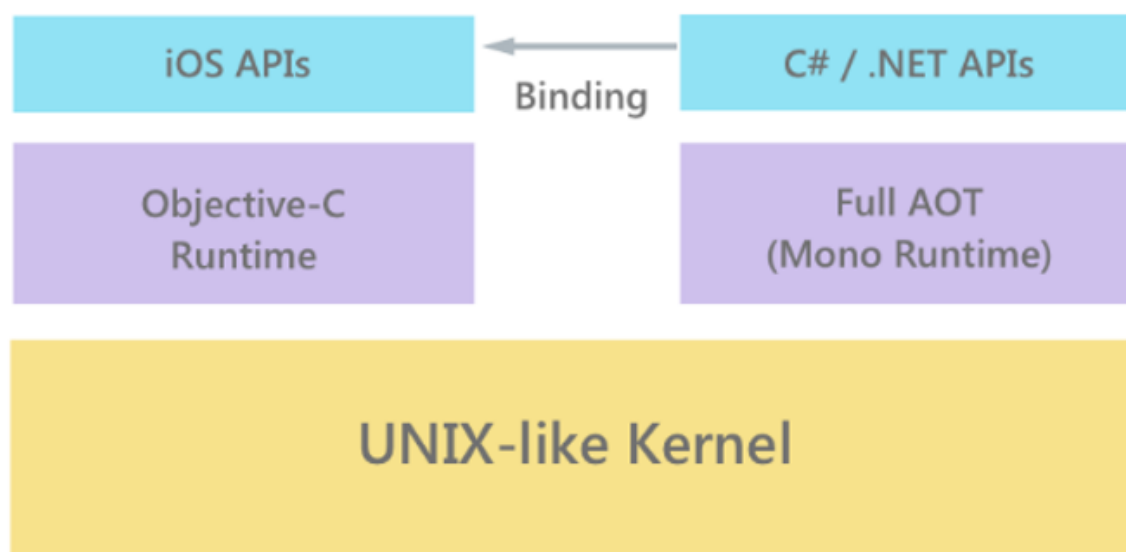 iOS APIs
C# / .NET APIs
Binding
Objective-C
Runtime
Full AOT
(Mono Runtime)
UNIX-like Kernel